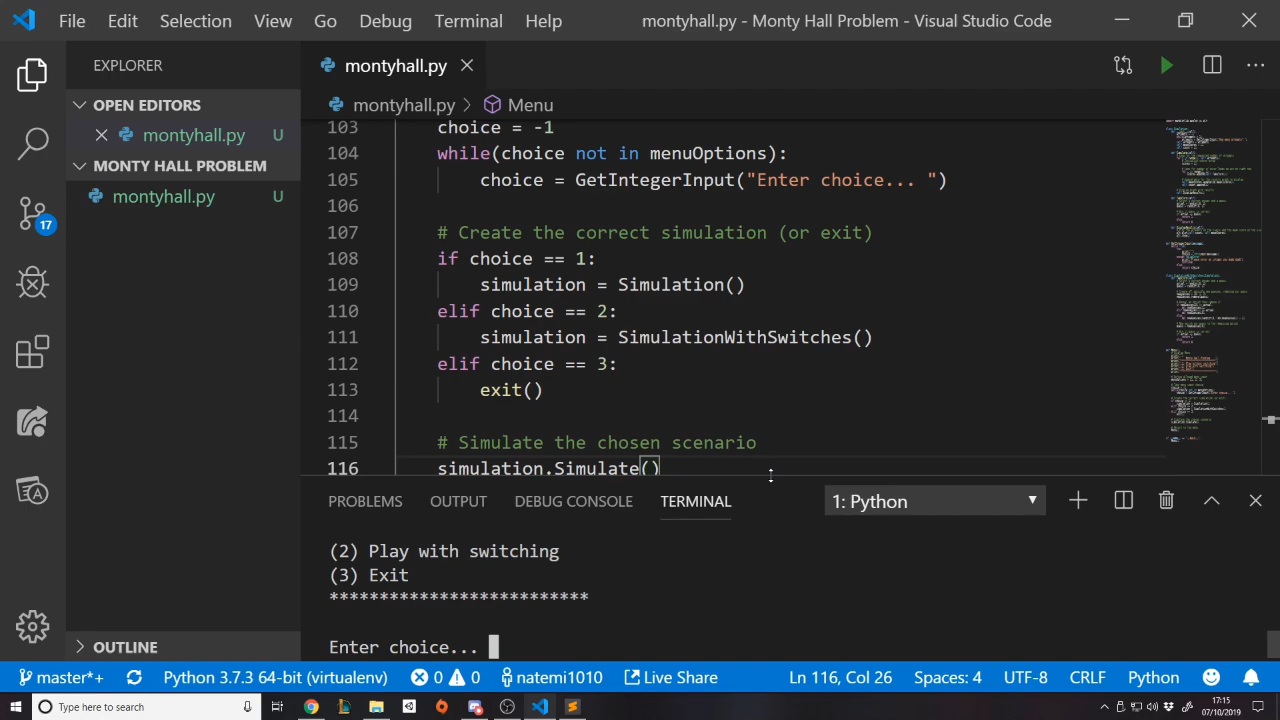 File Edit Selection View Go Debug Terminal Help montyhall.py - Monty Hall Problem - Visual Studio Code
EXPLORER
OPEN EDITORS
montyhall.py U
MONTY HALL PROBLEM
montyhall.py U
17
OUTLINE
montyhall.py
montyhall.py > Menu
103 choice = -1
104 while(choice not in menuOptions):
105 choice = GetIntegerInput("Enter choice... ")
106
107 # Create the correct simulation (or exit)
108 if choice == 1:
109 simulation = Simulation()
110 elif choice == 2:
111 simulation = SimulationWithSwitches()
112 elif choice == 3:
113 exit()
114
115 # Simulate the chosen scenario
116 simulation.Simulate()
PROBLEMS OUTPUT DEBUG CONSOLE TERMINAL 1: Python
(2) Play with switching
(3) Exit
**************************
Enter choice...
master*+ Python 3.7.3 64-bit (virtualenv) 0 0 natemi1010 Live Share Ln 116, Col 26 Spaces: 4 UTF-8 CRLF Python
Type here to search
17:15
07/10/2019